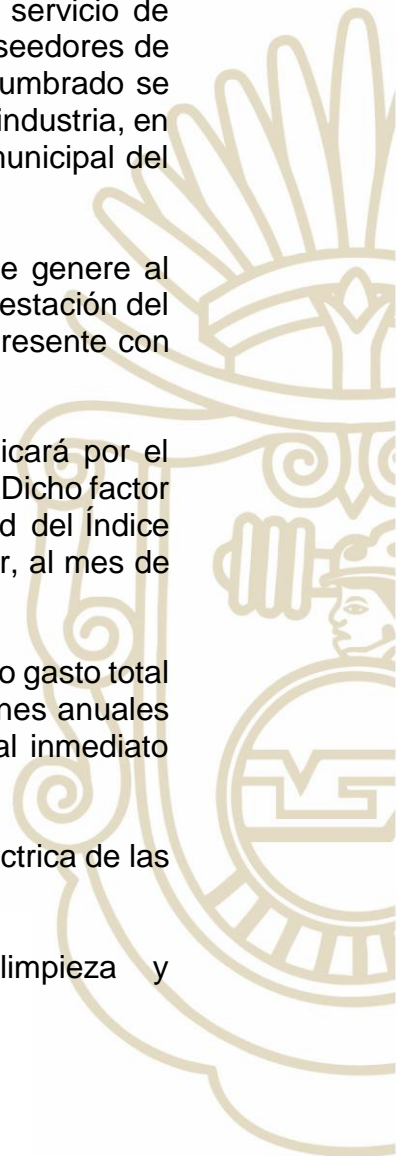 servicio de
seedores de
umbrado se
industria, en
municipal del
e genere al
estación del
resente con
icará por el
Dicho factor
d del Índice
r, al mes de
o gasto total
nes anuales
al inmediato
ctrica de las
limpieza y